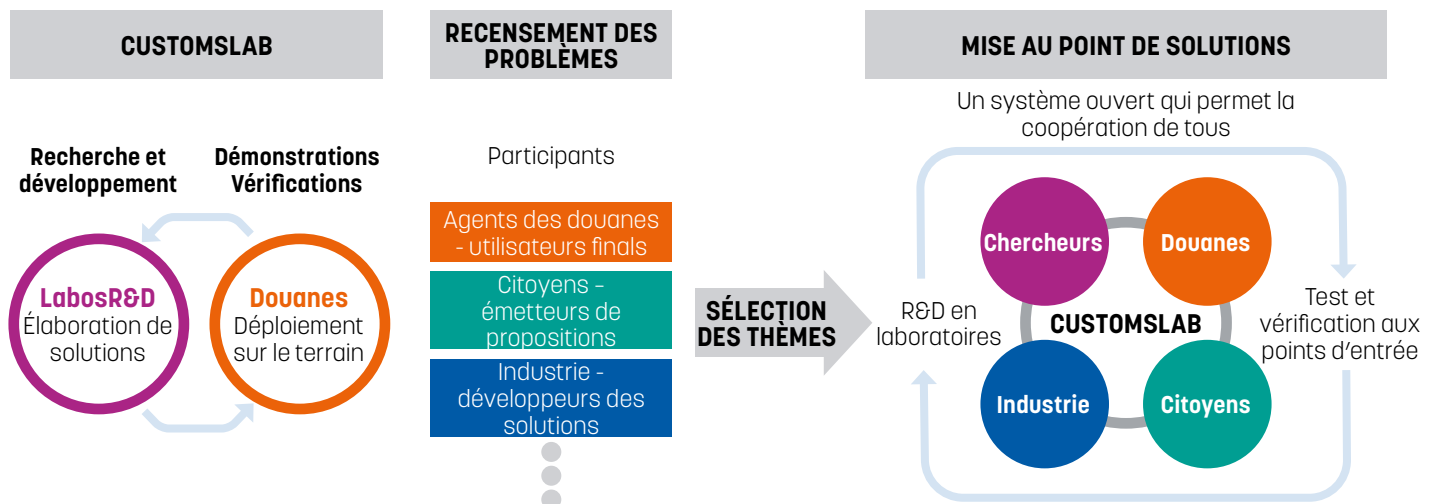 CUSTOMSLAB
Recherche et
développement
Démonstrations
Vérifications
LabosR&D
Élaboration de
solutions
Douanes
Déploiement
sur le terrain
RECENSEMENT DES
PROBLÈMES
Participants
Agents des douanes
- utilisateurs finals
Citoyens -
émetteurs de
propositions
Industrie -
développeurs des
solutions
SÉLECTION
DES THÈMES
MISE AU POINT DE SOLUTIONS
Un système ouvert qui permet la
coopération de tous
R&D en
laboratoires
Chercheurs
Douanes
CUSTOMSLAB
Industrie
Citoyens
Test et
vérification aux
points d'entrée